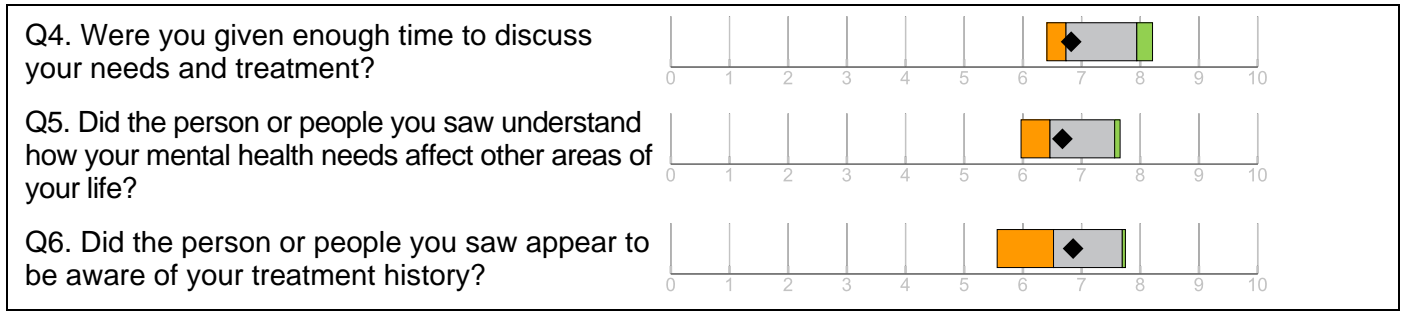 Q4. Were you given enough time to discuss
your needs and treatment?
0 1 2 3 4 5 6 7 8 9 10
Q5. Did the person or people you saw understand
how your mental health needs affect other areas of
your life?
0 1 2 3 4 5 6 7 8 9 10
Q6. Did the person or people you saw appear to
be aware of your treatment history?
0 1 2 3 4 5 6 7 8 9 10